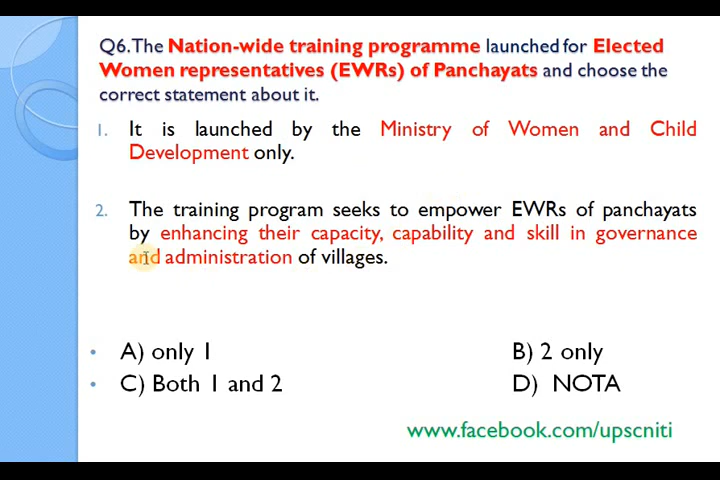 Q6.The Nation-wide training programme launched for Elected
Women representatives (EWRs) of Panchayats and choose the
correct statement about it.
1. It is launched by the Ministry of Women and Child
Development only.
2. The training program seeks to empower EWRs of panchayats
by enhancing their capacity, capability and skill in governance
and administration of villages.
• A) only 1 B) 2 only
• C) Both 1 and 2 D) NOTA
www.facebook.com/upscniti